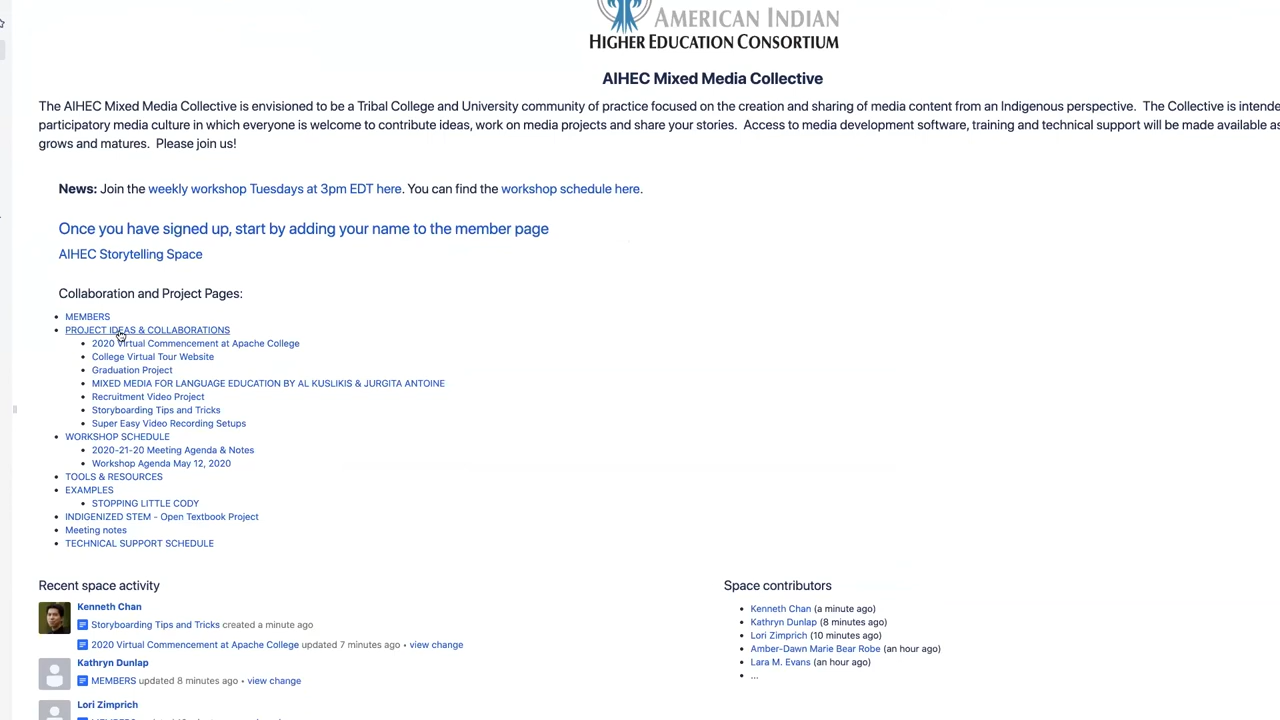 AMERICAN INDIAN
HIGHER EDUCATION CONSORTIUM
AIHEC Mixed Media Collective
The AIHEC Mixed Media Collective is envisioned to be a Tribal College and University community of practice focused on the creation and sharing of media content from an Indigenous perspective. The Collective is intende
participatory media culture in which everyone is welcome to contribute ideas, work on media projects and share your stories. Access to media development software, training and technical support will be made available as
grows and matures. Please join us!
News: Join the weekly workshop Tuesdays at 3pm EDT here. You can find the workshop schedule here.
Once you have signed up, start by adding your name to the member page
AIHEC Storytelling Space
Collaboration and Project Pages:
• MEMBERS
• PROJECT IDEAS & COLLABORATIONS
• 2020 Virtual Commencement at Apache College
• College Virtual Tour Website
• Graduation Project
• MIXED MEDIA FOR LANGUAGE EDUCATION BY AL KUSLIKIS & JURGITA ANTOINE
• Recruitment Video Project
• Storyboarding Tips and Tricks
• Super Easy Video Recording Setups
• WORKSHOP SCHEDULE
• 2020-21-20 Meeting Agenda & Notes
• Workshop Agenda May 12, 2020
• TOOLS & RESOURCES
• EXAMPLES
• STOPPING LITTLE CODY
• INDIGENIZED STEM - Open Textbook Project
• Meeting notes
• TECHNICAL SUPPORT SCHEDULE
Recent space activity
Kenneth Chan
Storyboarding Tips and Tricks created a minute ago
2020 Virtual Commencement at Apache College updated 7 minutes ago • view change
Kathryn Dunlap
MEMBERS updated 8 minutes ago • view change
Lori Zimprich
Space contributors
• Kenneth Chan (a minute ago)
• Kathryn Dunlap (8 minutes ago)
• Lori Zimprich (10 minutes ago)
• Amber-Dawn Marie Bear Robe (an hour ago)
• Lara M. Evans (an hour ago)
• ...